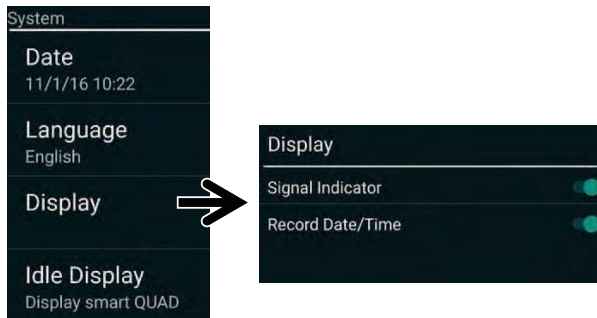 System
Date
11/1/16 10:22
Language
English
Display
Idle Display
Display smart QUAD
Display
Signal Indicator
Record Date/Time